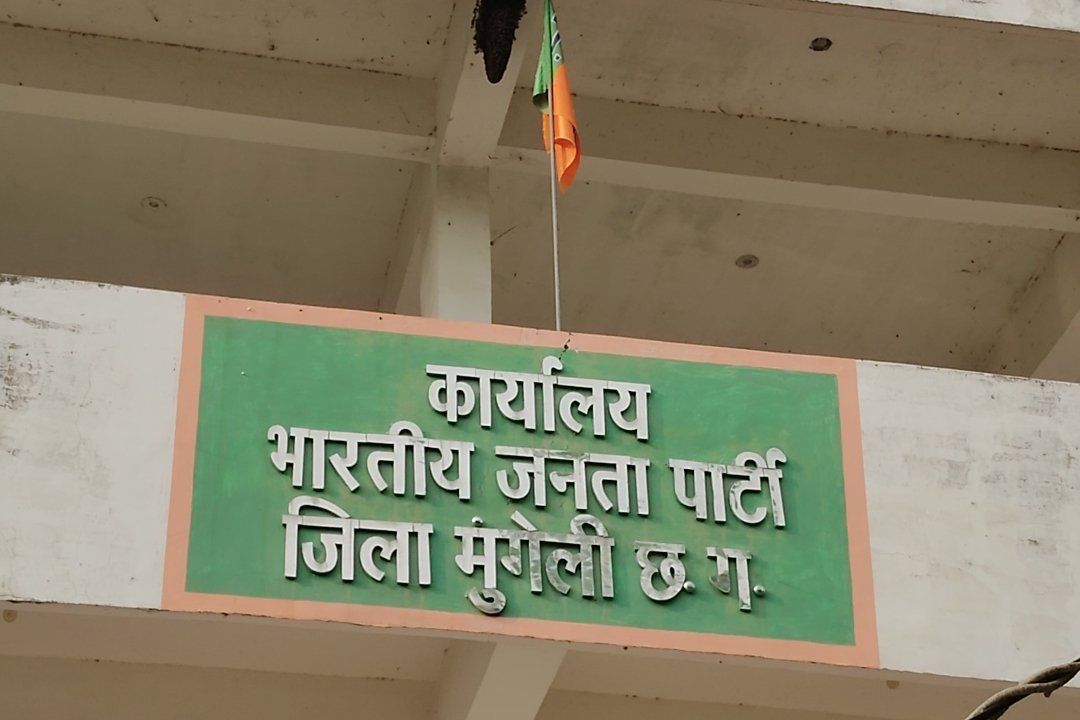 कार्यालय
भारतीय जनता पार्टी
जिला मुंगेली छ.ग.